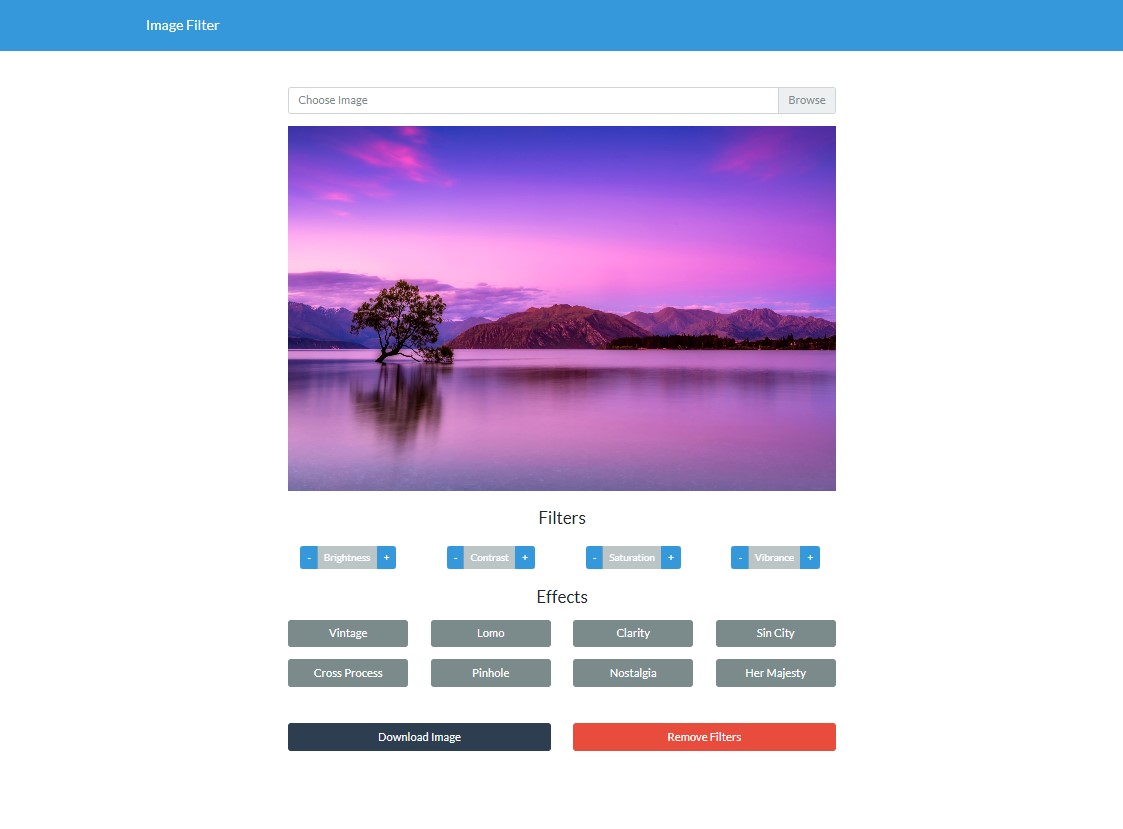 Image Filter
Choose Image Browse
Filters
- Brightness + - Contrast + - Saturation + - Vibrance +
Effects
Vintage Lomo Clarity Sin City
Cross Process Pinhole Nostalgia Her Majesty
Download Image Remove Filters